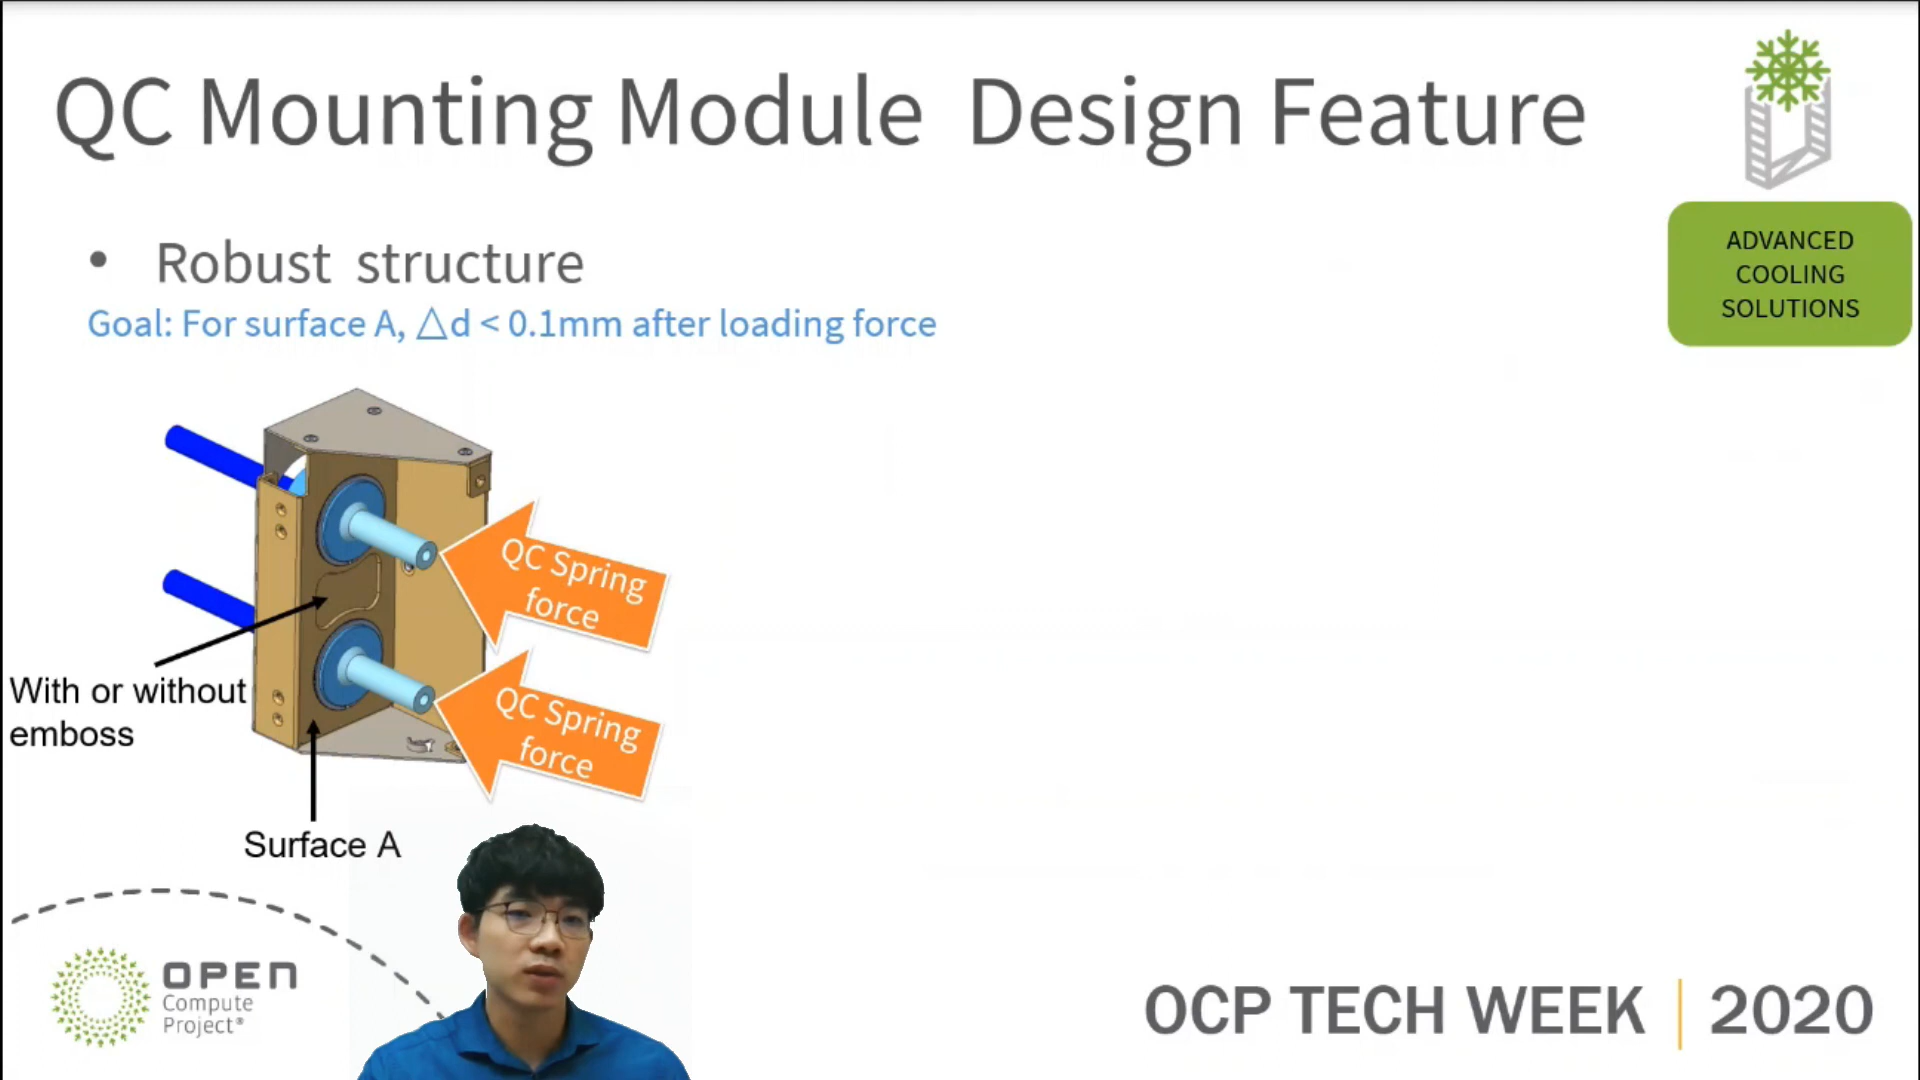 QC Mounting Module Design Feature
ADVANCED
COOLING
SOLUTIONS
• Robust structure
Goal: For surface A, △d < 0.1mm after loading force
QC Spring
force
QC Spring
force
With or without
emboss
Surface A
OPEN
Compute
Project®
OCP TECH WEEK | 2020